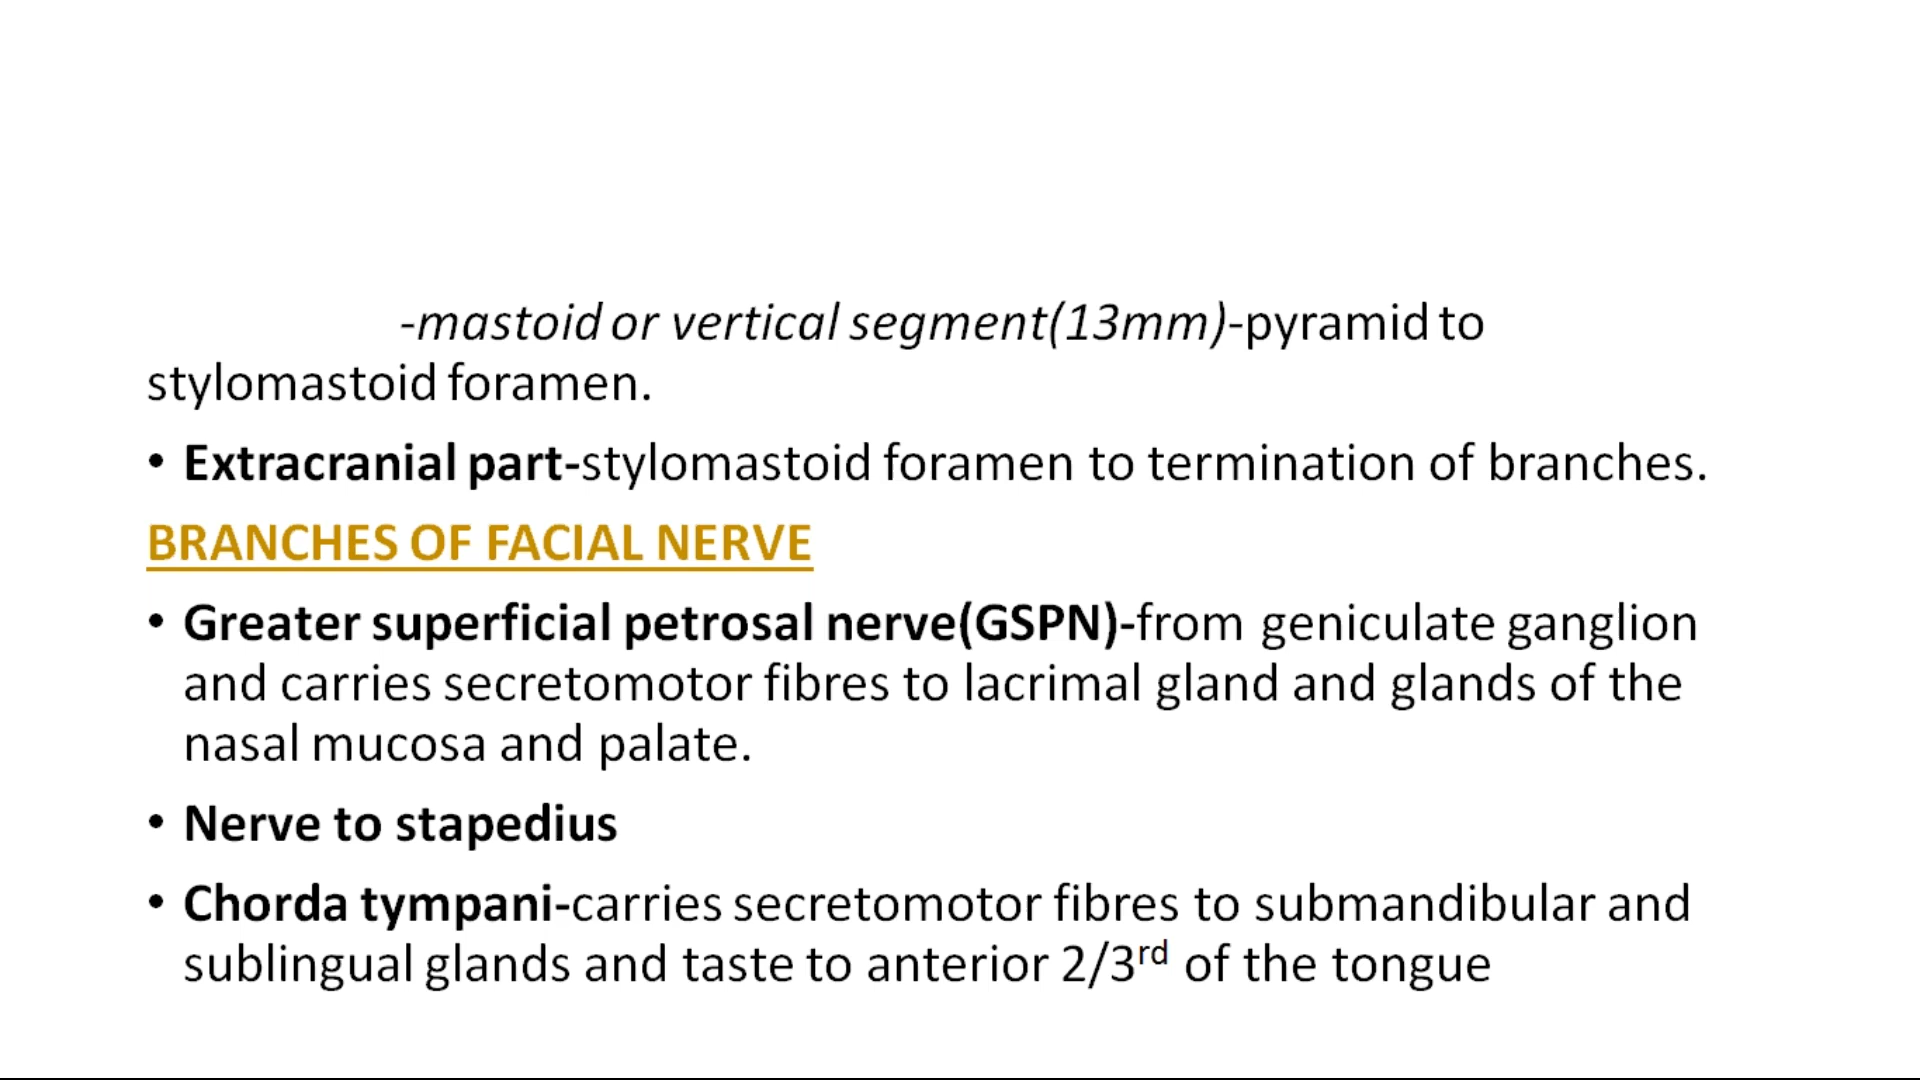 -mastoid or vertical segment(13mm)-pyramid to
stylomastoid foramen.
• Extracranial part-stylomastoid foramen to termination of branches.
BRANCHES OF FACIAL NERVE
• Greater superficial petrosal nerve(GSPN)-from geniculate ganglion
and carries secretomotor fibres to lacrimal gland and glands of the
nasal mucosa and palate.
• Nerve to stapedius
• Chorda tympani-carries secretomotor fibres to submandibular and
sublingual glands and taste to anterior 2/3rd of the tongue